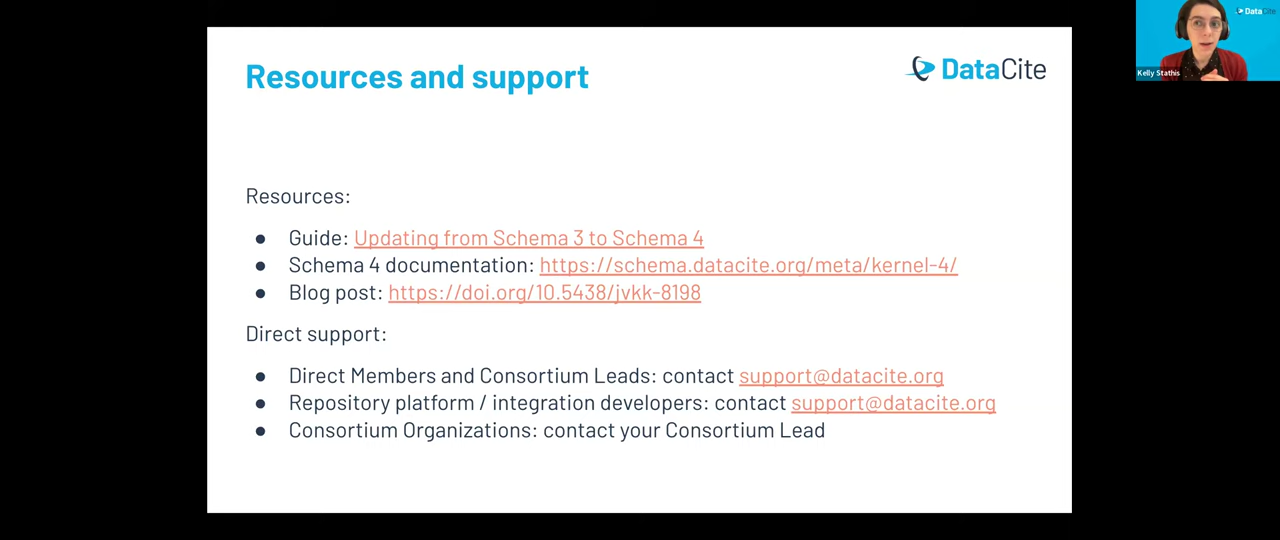 Resources and support
DataCite
DataCite
Kelly Stathis
Resources:
● Guide: Updating from Schema 3 to Schema 4
● Schema 4 documentation: https://schema.datacite.org/meta/kernel-4/
● Blog post: https://doi.org/10.5438/jvkk-8198
Direct support:
● Direct Members and Consortium Leads: contact support@datacite.org
● Repository platform / integration developers: contact support@datacite.org
● Consortium Organizations: contact your Consortium Lead